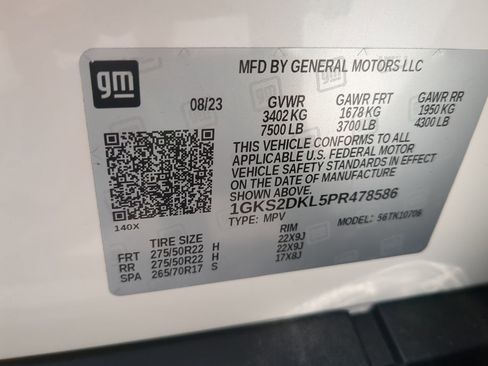 gm
MFD BY GENERAL MOTORS LLC
08/23 GVWR GAWR FRT GAWR RR
3402 KG 1678 KG 1950 KG
7500 LB 3700 LB 4300 LB
THIS VEHICLE CONFORMS TO ALL
APPLICABLE U.S. FEDERAL MOTOR
VEHICLE SAFETY STANDARDS IN EFFECT
ON THE DATE OF MANUFACTURE
SHOWN ABOVE.
1GKS2DKL5PR478586
TYPE: MPV MODEL: 56TK10706
140X
TIRE SIZE RIM
FRT 275/50R22 H 22X9J
RR 275/50R22 H 22X9J
SPA 265/70R17 S 17X8J